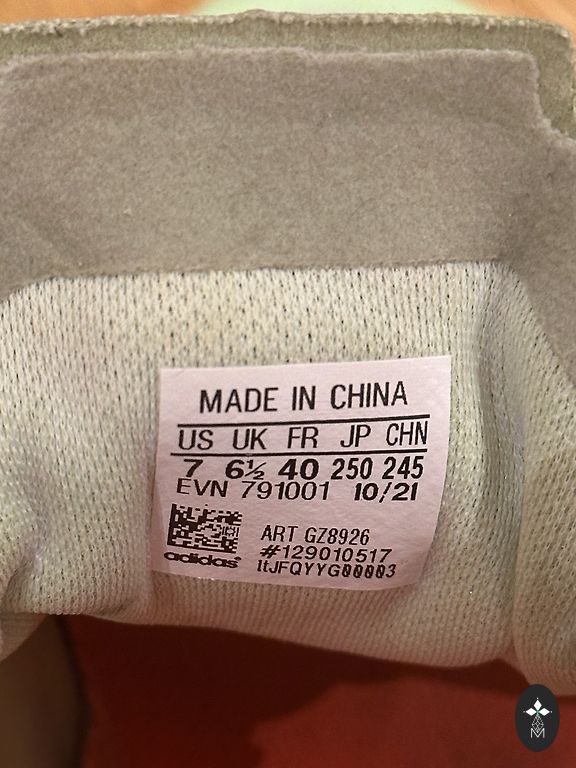 MADE IN CHINA
US UK FR JP CHN
7 6½ 40 250 245
EVN 791001 10/21
ART GZ8926
#129010517
ltJFQYYG00003
adidas
M